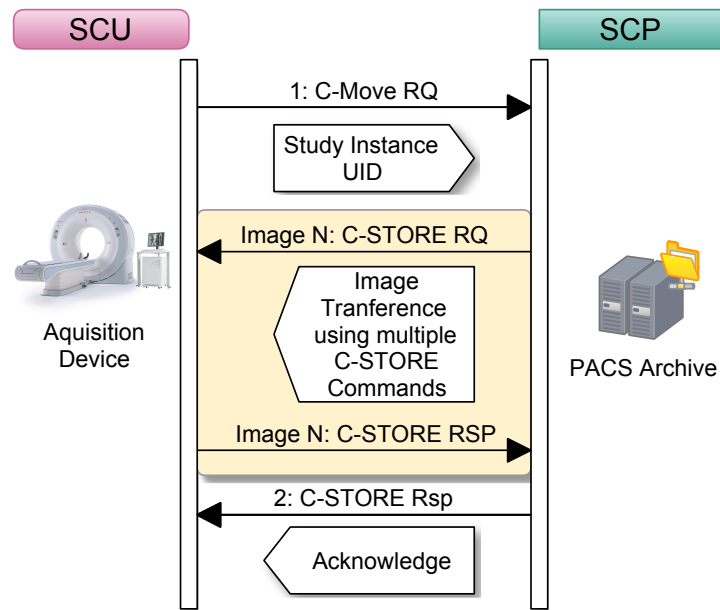 SCU
SCP
1: C-Move RQ
Study Instance
UID
Image N: C-STORE RQ
Image
Tranference
using multiple
C-STORE
Commands
Aquisition
Device
PACS Archive
Image N: C-STORE RSP
2: C-STORE Rsp
Acknowledge